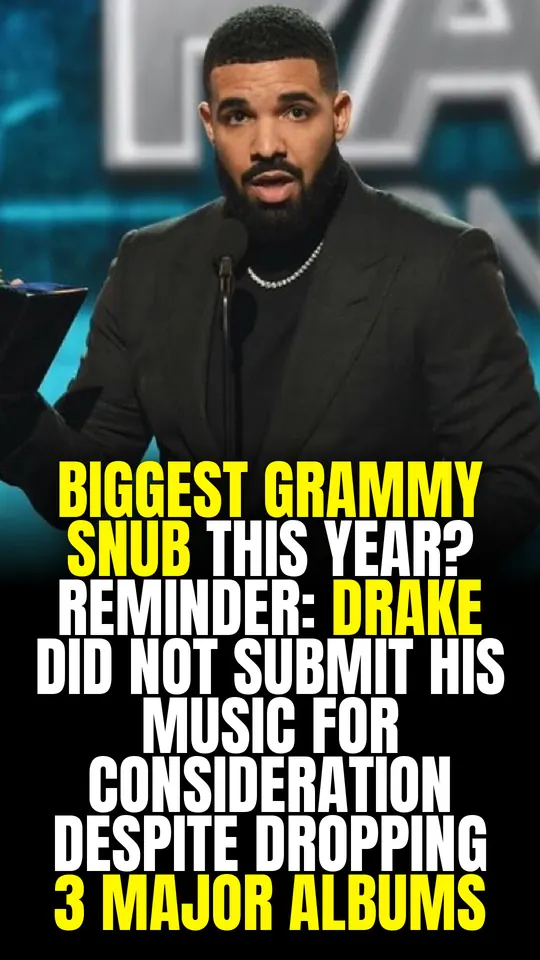 BIGGEST GRAMMY
SNUB THIS YEAR?
REMINDER: DRAKE
DID NOT SUBMIT HIS
MUSIC FOR
CONSIDERATION
DESPITE DROPPING
3 MAJOR ALBUMS